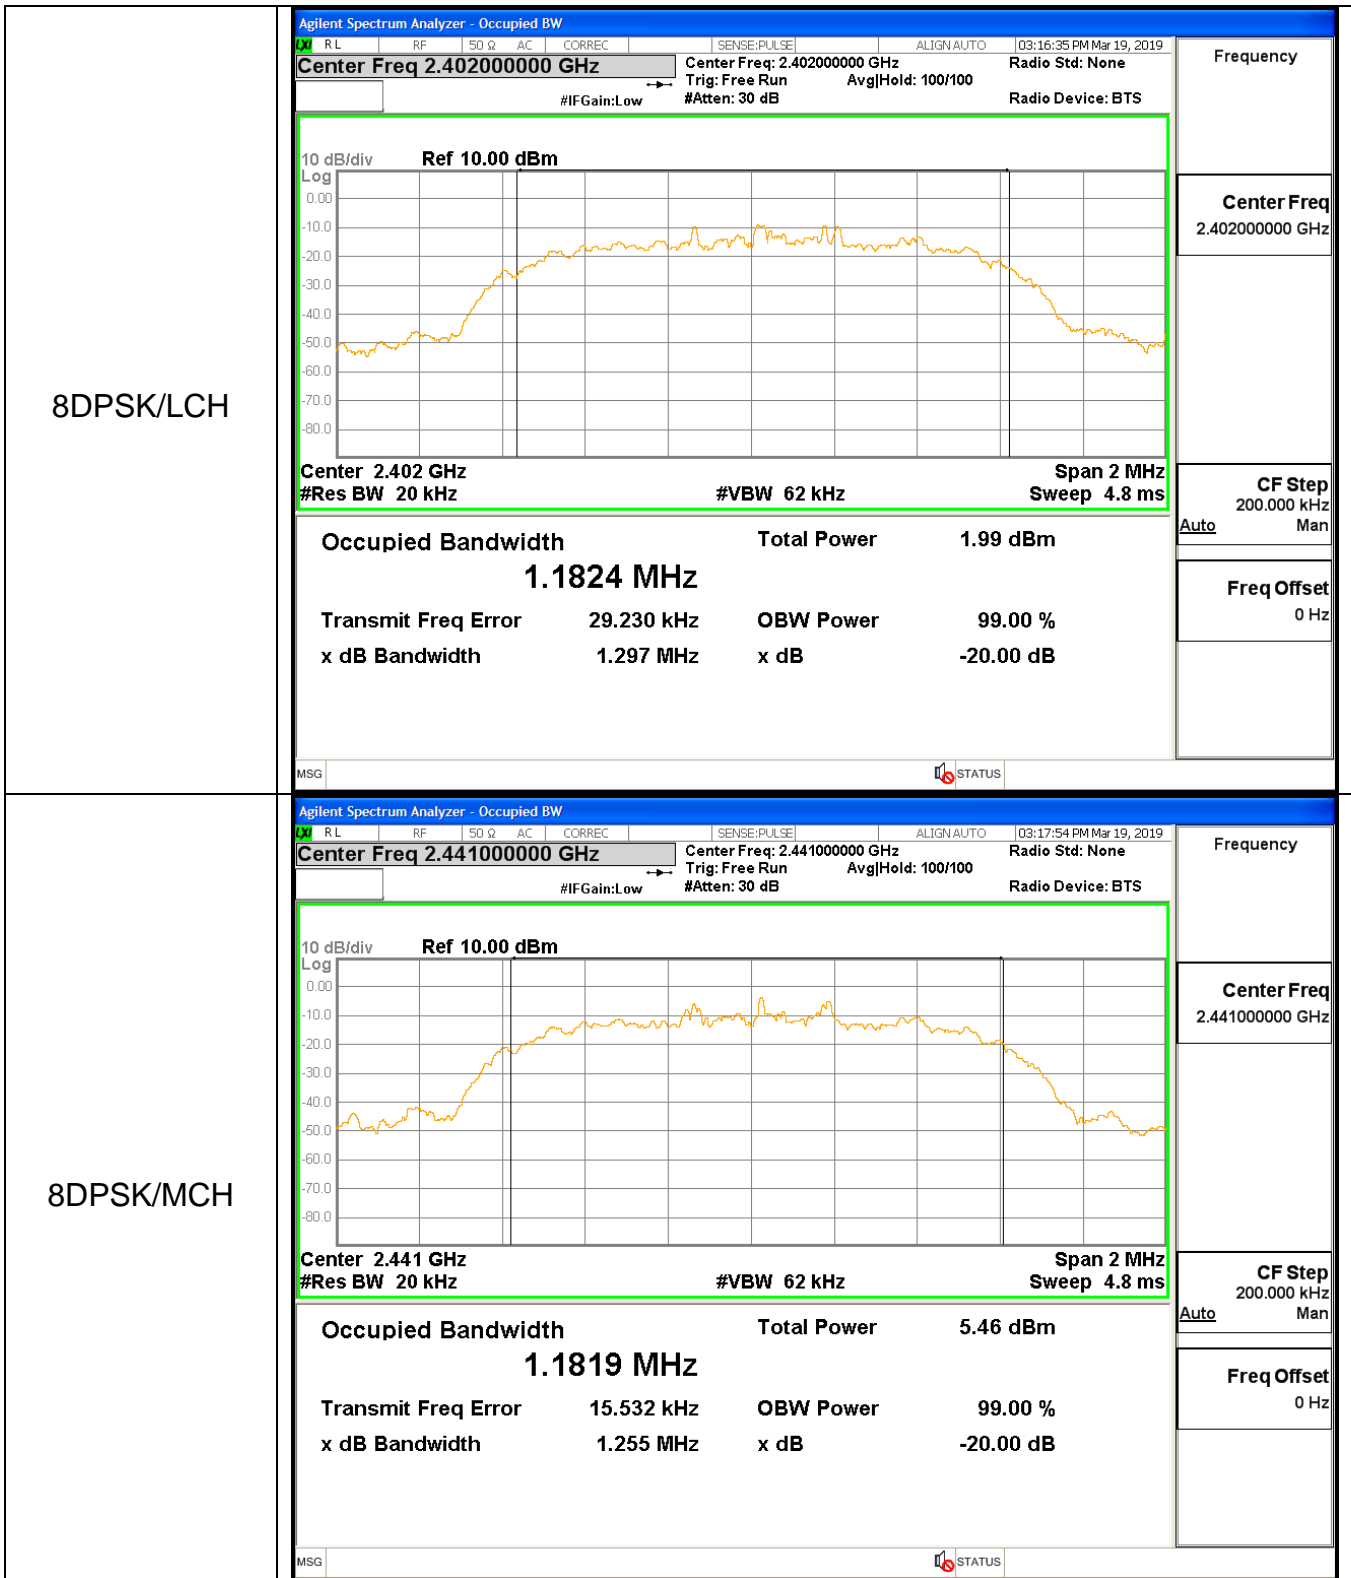 8DPSK/LCH
Agilent Spectrum Analyzer - Occupied BW
LXI RL RF 50 Ω AC CORREC SENSE:PULSE ALIGN AUTO 03:16:35 PM Mar 19, 2019
Center Freq 2.402000000 GHz
Center Freq: 2.402000000 GHz
Radio Std: None
Trig: Free Run Avg|Hold: 100/100
#IFGain:Low #Atten: 30 dB Radio Device: BTS
10 dB/div Ref 10.00 dBm
Log
0.00
-10.0
-20.0
-30.0
-40.0
-50.0
-60.0
-70.0
-80.0
Center 2.402 GHz Span 2 MHz
#Res BW 20 kHz #VBW 62 kHz Sweep 4.8 ms
Occupied Bandwidth Total Power 1.99 dBm
1.1824 MHz
Transmit Freq Error 29.230 kHz OBW Power 99.00 %
x dB Bandwidth 1.297 MHz x dB -20.00 dB
MSG STATUS
Frequency
Center Freq
2.402000000 GHz
CF Step
200.000 kHz
Auto Man
Freq Offset
0 Hz
8DPSK/MCH
Agilent Spectrum Analyzer - Occupied BW
LXI RL RF 50 Ω AC CORREC SENSE:PULSE ALIGN AUTO 03:17:54 PM Mar 19, 2019
Center Freq 2.441000000 GHz
Center Freq: 2.441000000 GHz
Radio Std: None
Trig: Free Run Avg|Hold: 100/100
#IFGain:Low #Atten: 30 dB Radio Device: BTS
10 dB/div Ref 10.00 dBm
Log
0.00
-10.0
-20.0
-30.0
-40.0
-50.0
-60.0
-70.0
-80.0
Center 2.441 GHz Span 2 MHz
#Res BW 20 kHz #VBW 62 kHz Sweep 4.8 ms
Occupied Bandwidth Total Power 5.46 dBm
1.1819 MHz
Transmit Freq Error 15.532 kHz OBW Power 99.00 %
x dB Bandwidth 1.255 MHz x dB -20.00 dB
MSG STATUS
Frequency
Center Freq
2.441000000 GHz
CF Step
200.000 kHz
Auto Man
Freq Offset
0 Hz